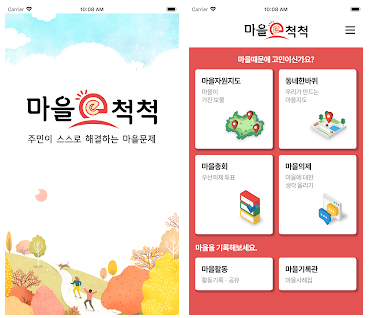 Carrier 10:08 AM
마을e척척
주민이 스스로 해결하는 마을문제
Carrier 10:08 AM
마을e척척
마을때문에 고민이신가요?
마을자원지도
마을이
가진 보물
동네한바퀴
우리가 만드는
마을지도
마을총회
우선의제 투표
마을의제
마을에 대한
생각 올리기
마을을 기록해보세요.
마을활동
활동기록 · 공유
마을기록관
마을사례집